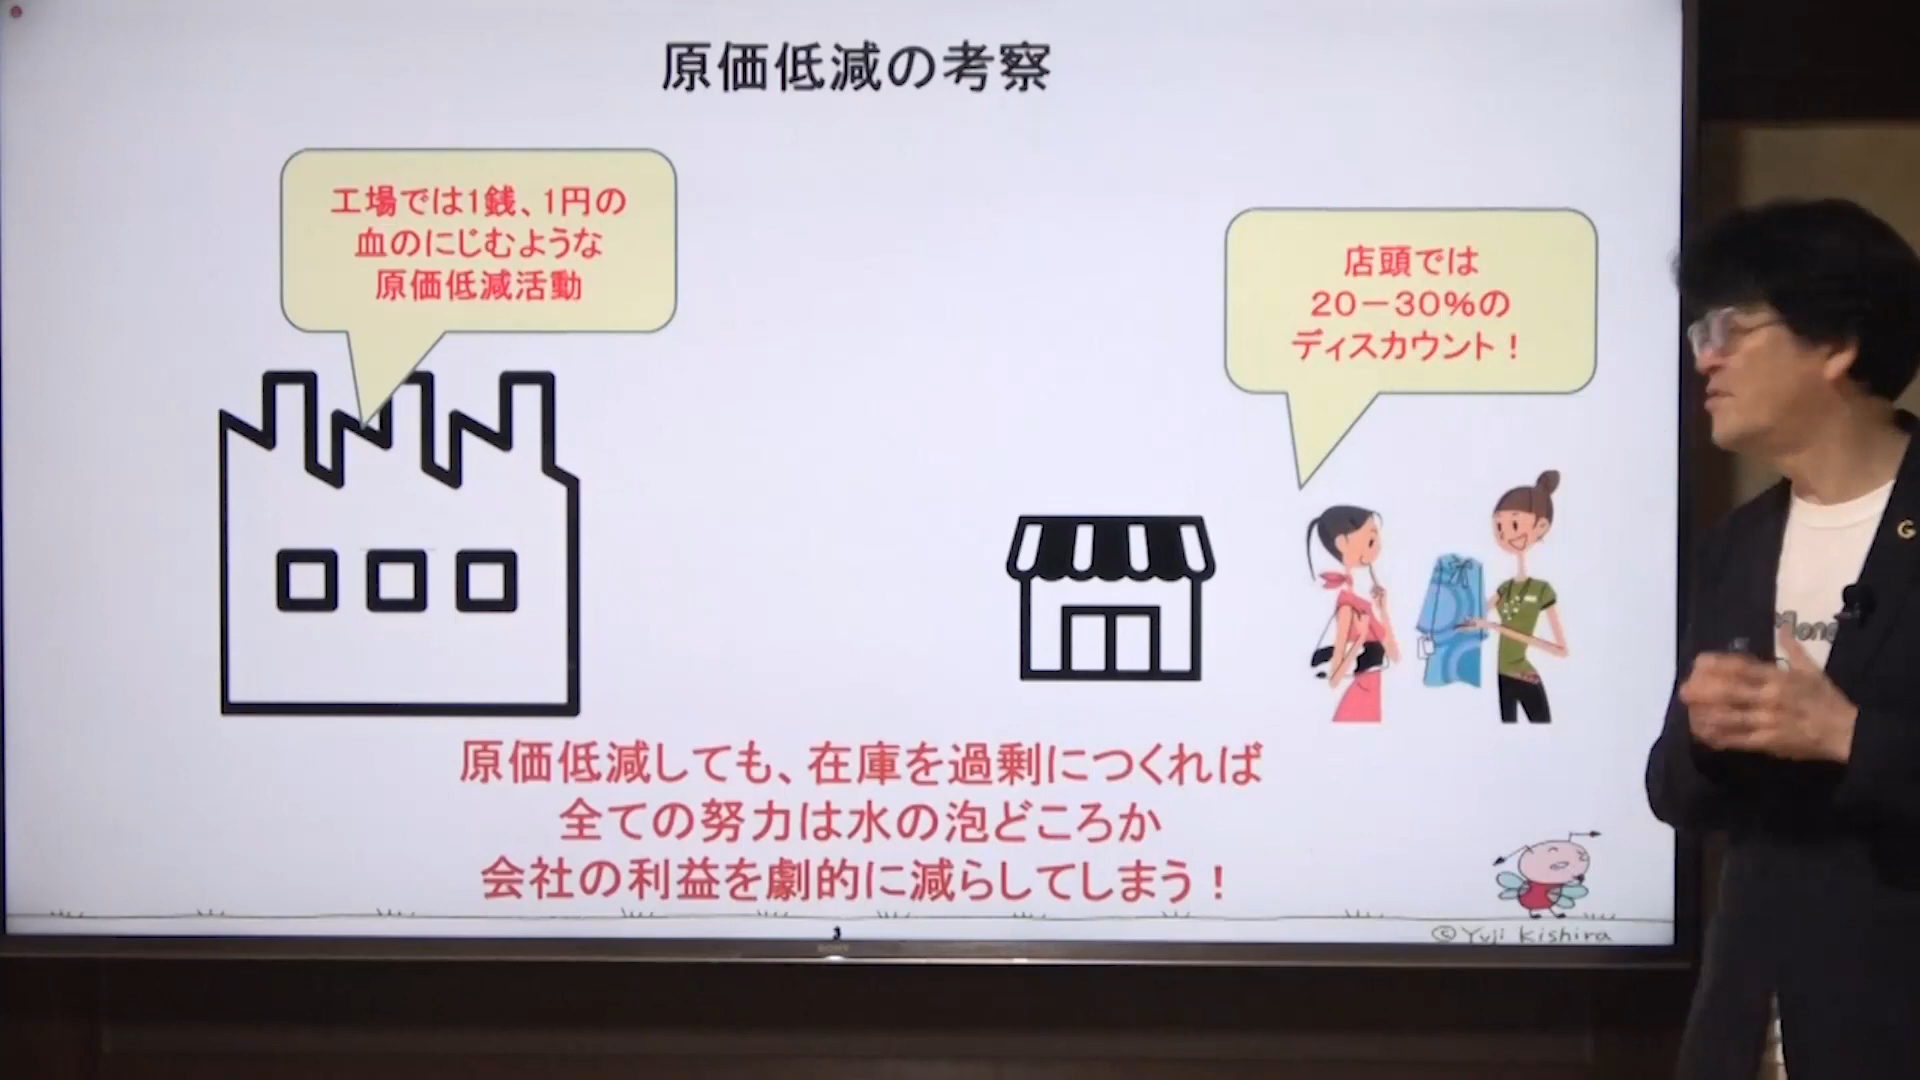 原価低減の考察
工場では1銭、1円の
血のにじむような
原価低減活動
店頭では
20－30%の
ディスカウント！
原価低減しても、在庫を過剰につくれば
全ての努力は水の泡どころか
会社の利益を劇的に減らしてしまう！
3
SONY
©Yuji Kishira
G